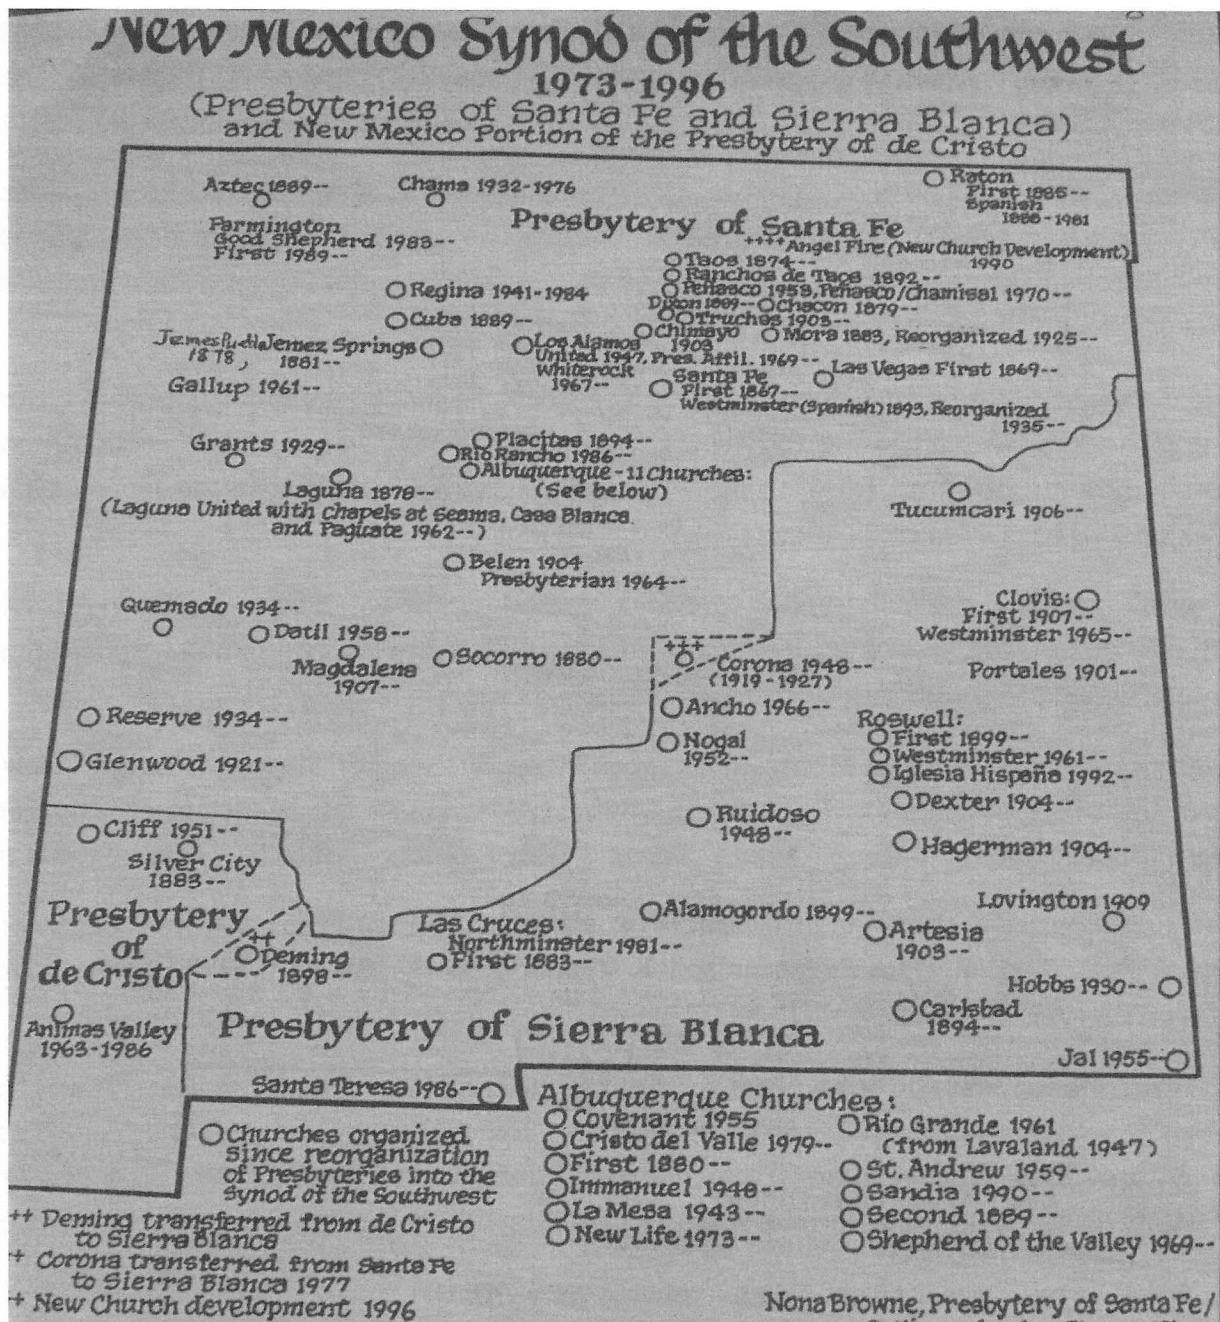 New Mexico Synod of the Southwest
1973-1996
(Presbyteries of Santa Fe and Sierra Blanca)
and New Mexico Portion of the Presbytery of de Cristo
Aztec 1889--
Chama 1932-1976
Raton
First 1885--
Spanish
1888-1981
Farmington
Good Shepherd 1983--
First 1989--
Presbytery of Santa Fe
++++Angel Fire (New Church Development)
1990
Taos 1874---
Ranchos de Taos 1892--
Peñasco 1953, Peñasco/Chamisal 1970--
Regina 1941-1984
Dixon 1889-- Chacon 1879--
Truchas 1903--
Cuba 1889--
Chimayo
1903
Mora 1883, Reorganized 1925--
1878,
Jemez Springs
1881--
Los Alamos
United 1947, Pres. Affil. 1969--
Whiterock
1967--
Gallup 1961--
Santa Fe
First 1867--
Las Vegas First 1869--
Westminster (Spanish) 1893, Reorganized
1935--
Grants 1929--
Placitas 1894--
Rio Rancho 1986--
Albuquerque - 11 Churches:
(See below)
Laguna 1878--
(Laguna United with chapels at Seama, Casa Blanca
and Paguate 1962--)
Tucumcari 1906--
Belen 1904
Presbyterian 1964--
Quemado 1934--
Datil 1958--
Magdalena
1907--
Socorro 1880--
Clovis:
First 1907--
Westminster 1965--
+++
Corona 1948--
(1919-1927)
Portales 1901--
Reserve 1934--
Ancho 1966--
Glenwood 1921--
Nogal
1952--
Roswell:
First 1899--
Westminster 1961--
Iglesia Hispaña 1992--
Dexter 1904--
Cliff 1951--
Silver City
1883--
Ruidoso
1948--
Hagerman 1904--
Presbytery
of
de Cristo
Las Cruces:
Northminster 1981--
First 1883--
Alamogordo 1899--
Lovington 1909
Artesia
1903--
++
Deming
1898--
Hobbs 1930--
Animas Valley
1963-1986
Presbytery of Sierra Blanca
Carlsbad
1894--
Jal 1955--
Santa Teresa 1986--
Albuquerque Churches:
Covenant 1955
Cristo del Valle 1979--
First 1880--
Immanuel 1948--
La Mesa 1943--
New Life 1973--
Rio Grande 1961
(from Lavaland 1947)
St. Andrew 1959--
Sandia 1990--
Second 1889--
Shepherd of the Valley 1969--
Churches organized
since reorganization
of Presbyteries into the
Synod of the Southwest
++ Deming transferred from de Cristo
to Sierra Blanca
+ Corona transferred from Santa Fe
to Sierra Blanca 1977
+ New Church development 1996
Nona Browne, Presbytery of Santa Fe/